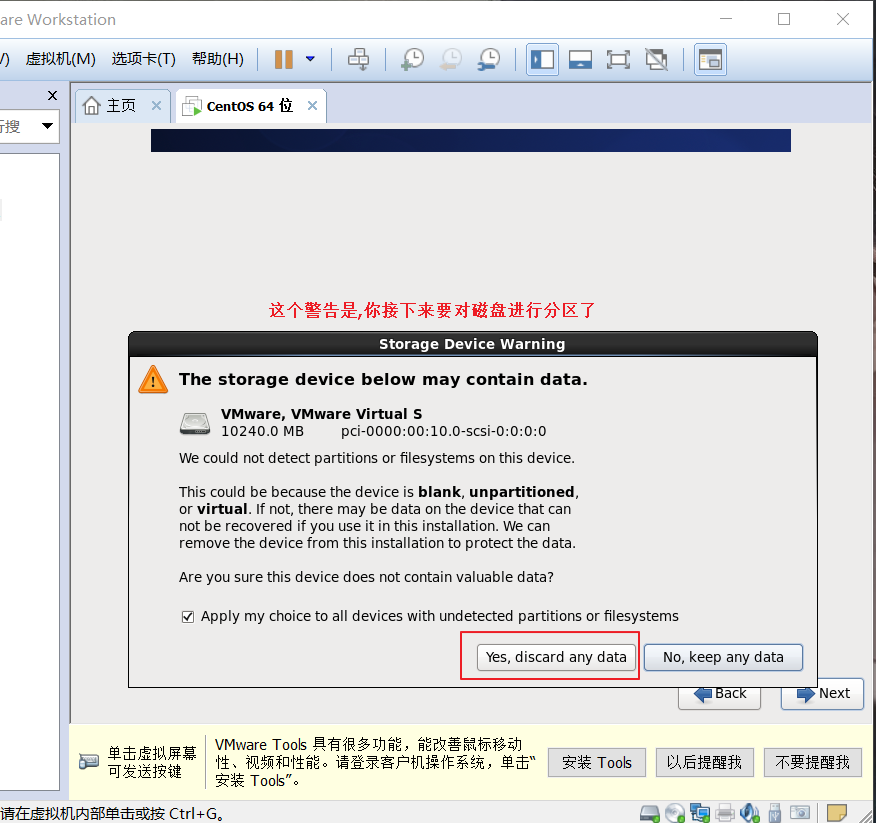 are Workstation
V) 虚拟机(M) 选项卡(T) 帮助(H)
行搜
主页
CentOS 64 位
这个警告是,你接下来要对磁盘进行分区了
Storage Device Warning
The storage device below may contain data.
VMware, VMware Virtual S
10240.0 MB pci-0000:00:10.0-scsi-0:0:0:0
We could not detect partitions or filesystems on this device.
This could be because the device is blank, unpartitioned,
or virtual. If not, there may be data on the device that can
not be recovered if you use it in this installation. We can
remove the device from this installation to protect the data.
Are you sure this device does not contain valuable data?
Apply my choice to all devices with undetected partitions or filesystems
Yes, discard any data
No, keep any data
Back
Next
单击虚拟屏幕
可发送按键
VMware Tools 具有很多功能，能改善鼠标移动
性、视频和性能。请登录客户机操作系统，单击“
安装 Tools”。
安装 Tools
以后提醒我
不要提醒我
请在虚拟机内部单击或按 Ctrl+G。